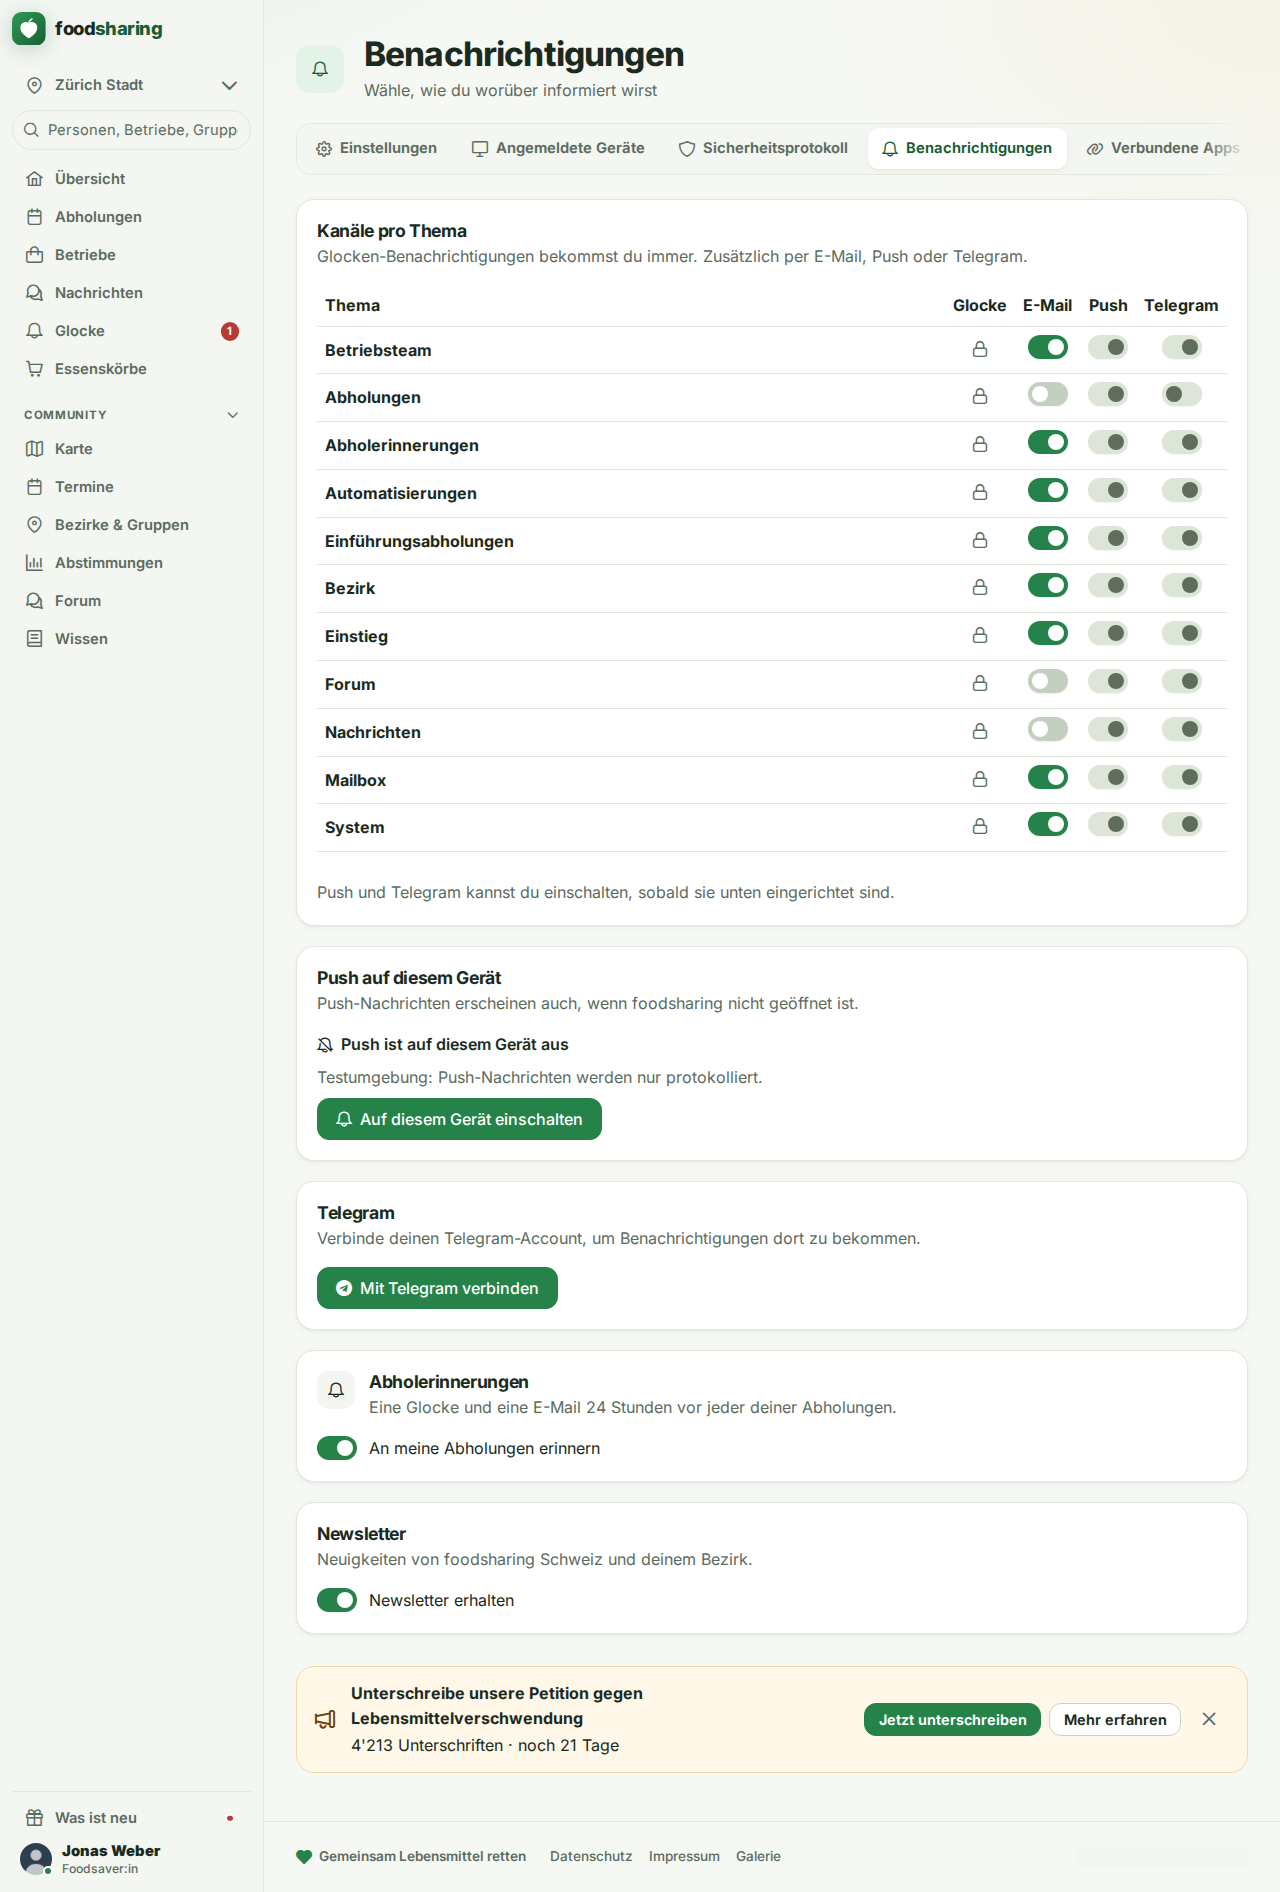 foodsharing
Zürich Stadt
Personen, Betriebe, Grupp
Übersicht
Abholungen
Betriebe
Nachrichten
Glocke
1
Essenskörbe
COMMUNITY
Karte
Termine
Bezirke & Gruppen
Abstimmungen
Forum
Wissen
Was ist neu
Jonas Weber
Foodsaver:in
Benachrichtigungen
Wähle, wie du worüber informiert wirst
Einstellungen
Angemeldete Geräte
Sicherheitsprotokoll
Benachrichtigungen
Verbundene Apps
Kanäle pro Thema
Glocken-Benachrichtigungen bekommst du immer. Zusätzlich per E-Mail, Push oder Telegram.
Thema Glocke E-Mail Push Telegram
Betriebsteam
Abholungen
Abholerinnerungen
Automatisierungen
Einführungsabholungen
Bezirk
Einstieg
Forum
Nachrichten
Mailbox
System
Push und Telegram kannst du einschalten, sobald sie unten eingerichtet sind.
Push auf diesem Gerät
Push-Nachrichten erscheinen auch, wenn foodsharing nicht geöffnet ist.
Push ist auf diesem Gerät aus
Testumgebung: Push-Nachrichten werden nur protokolliert.
Auf diesem Gerät einschalten
Telegram
Verbinde deinen Telegram-Account, um Benachrichtigungen dort zu bekommen.
Mit Telegram verbinden
Abholerinnerungen
Eine Glocke und eine E-Mail 24 Stunden vor jeder deiner Abholungen.
An meine Abholungen erinnern
Newsletter
Neuigkeiten von foodsharing Schweiz und deinem Bezirk.
Newsletter erhalten
Unterschreibe unsere Petition gegen
Lebensmittelverschwendung
4'213 Unterschriften · noch 21 Tage
Jetzt unterschreiben
Mehr erfahren
Gemeinsam Lebensmittel retten
Datenschutz
Impressum
Galerie